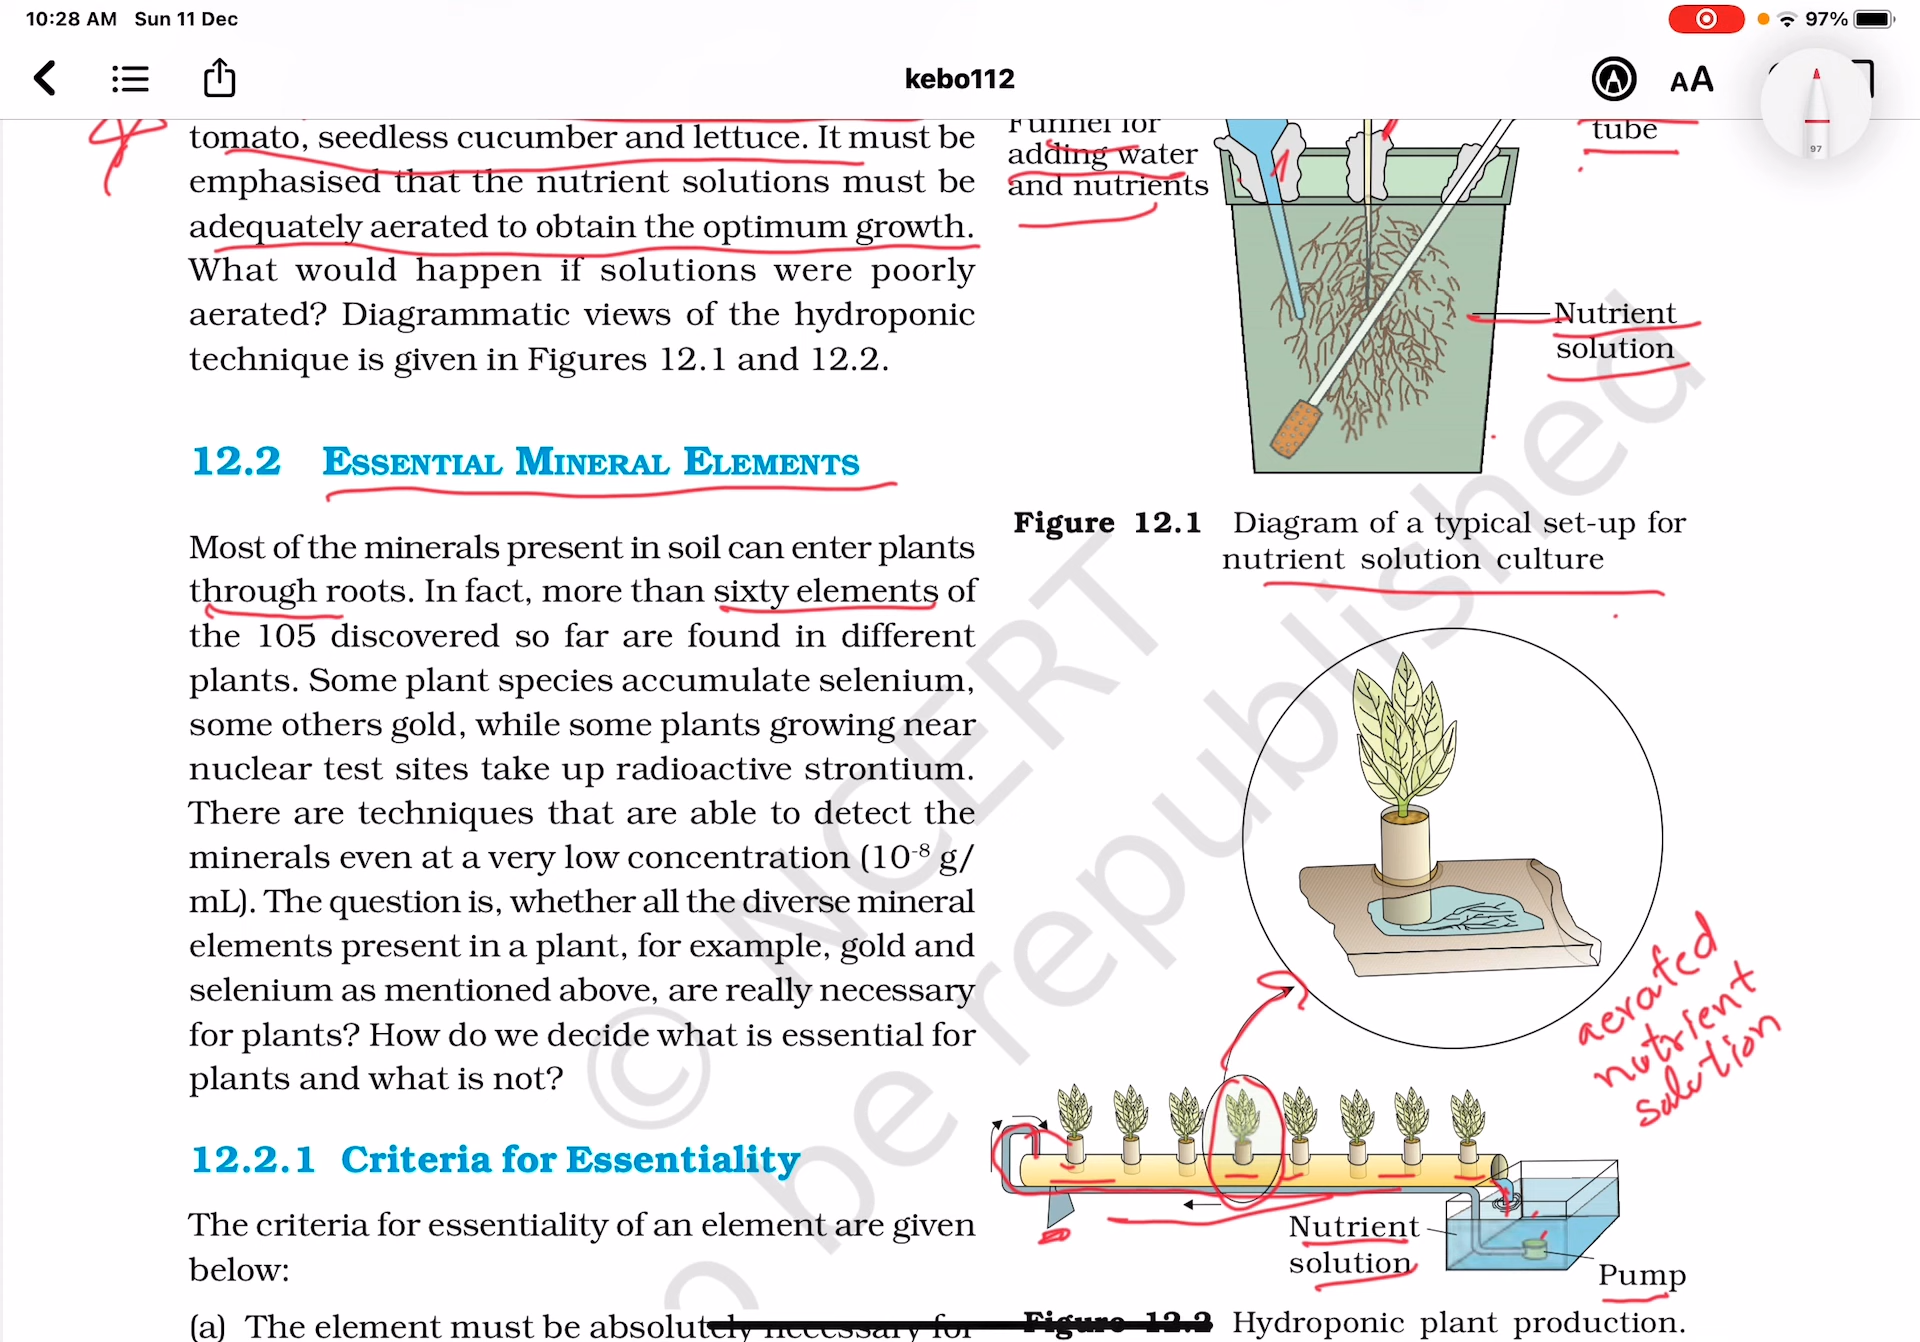 10:28 AM Sun 11 Dec
97%
kebo112
AA
97
tomato, seedless cucumber and lettuce. It must be
emphasised that the nutrient solutions must be
adequately aerated to obtain the optimum growth.
What would happen if solutions were poorly
aerated? Diagrammatic views of the hydroponic
technique is given in Figures 12.1 and 12.2.
12.2 ESSENTIAL MINERAL ELEMENTS
Most of the minerals present in soil can enter plants
through roots. In fact, more than sixty elements of
the 105 discovered so far are found in different
plants. Some plant species accumulate selenium,
some others gold, while some plants growing near
nuclear test sites take up radioactive strontium.
There are techniques that are able to detect the
minerals even at a very low concentration (10⁻⁸ g/
mL). The question is, whether all the diverse mineral
elements present in a plant, for example, gold and
selenium as mentioned above, are really necessary
for plants? How do we decide what is essential for
plants and what is not?
12.2.1 Criteria for Essentiality
The criteria for essentiality of an element are given
below:
(a) The element must be absolutely necessary for
Funnel for
adding water
and nutrients
tube
Nutrient
solution
Figure 12.1 Diagram of a typical set-up for
nutrient solution culture
aerated
nutrient
solution
Nutrient
solution
Pump
Figure 12.2 Hydroponic plant production.
© NCERT
be republished